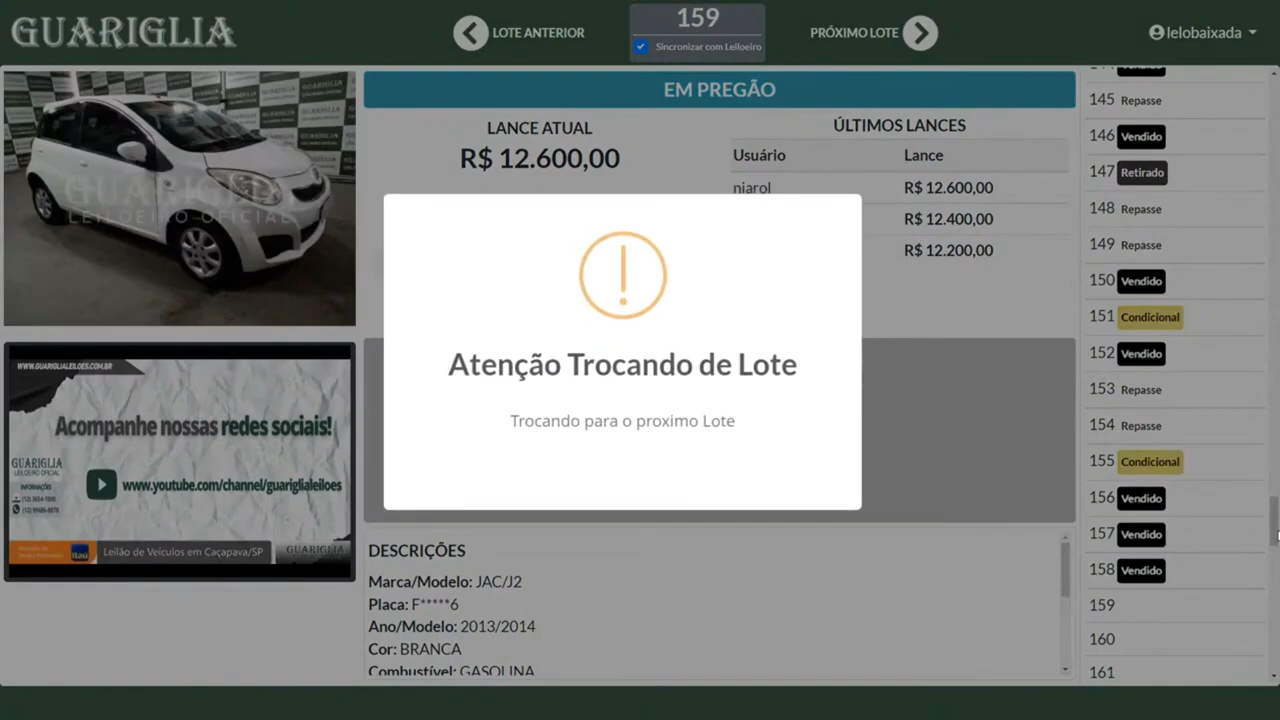 GUARIGLIA
LOTE ANTERIOR
159
Sincronizar com Leiloeiro
PRÓXIMO LOTE
lelobaixada
GUARIGLIA
LEILOEIRO OFICIAL
EM PREGÃO
LANCE ATUAL
R$ 12.600,00
ÚLTIMOS LANCES
Usuário Lance
niarol R$ 12.600,00
R$ 12.400,00
R$ 12.200,00
Atenção Trocando de Lote
Trocando para o proximo Lote
WWW.GUARIGLIALEILOES.COM.BR
Acompanhe nossas redes sociais!
GUARIGLIA
LEILOEIRO OFICIAL
INFORMAÇÕES
www.youtube.com/channel/guariglialeiloes
Itaú
Leilão de Veículos em Caçapava/SP
GUARIGLIA
DESCRIÇÕES
Marca/Modelo: JAC/J2
Placa: F*****6
Ano/Modelo: 2013/2014
Cor: BRANCA
Combustível: GASOLINA
145 Repasse
146 Vendido
147 Retirado
148 Repasse
149 Repasse
150 Vendido
151 Condicional
152 Vendido
153 Repasse
154 Repasse
155 Condicional
156 Vendido
157 Vendido
158 Vendido
159
160
161